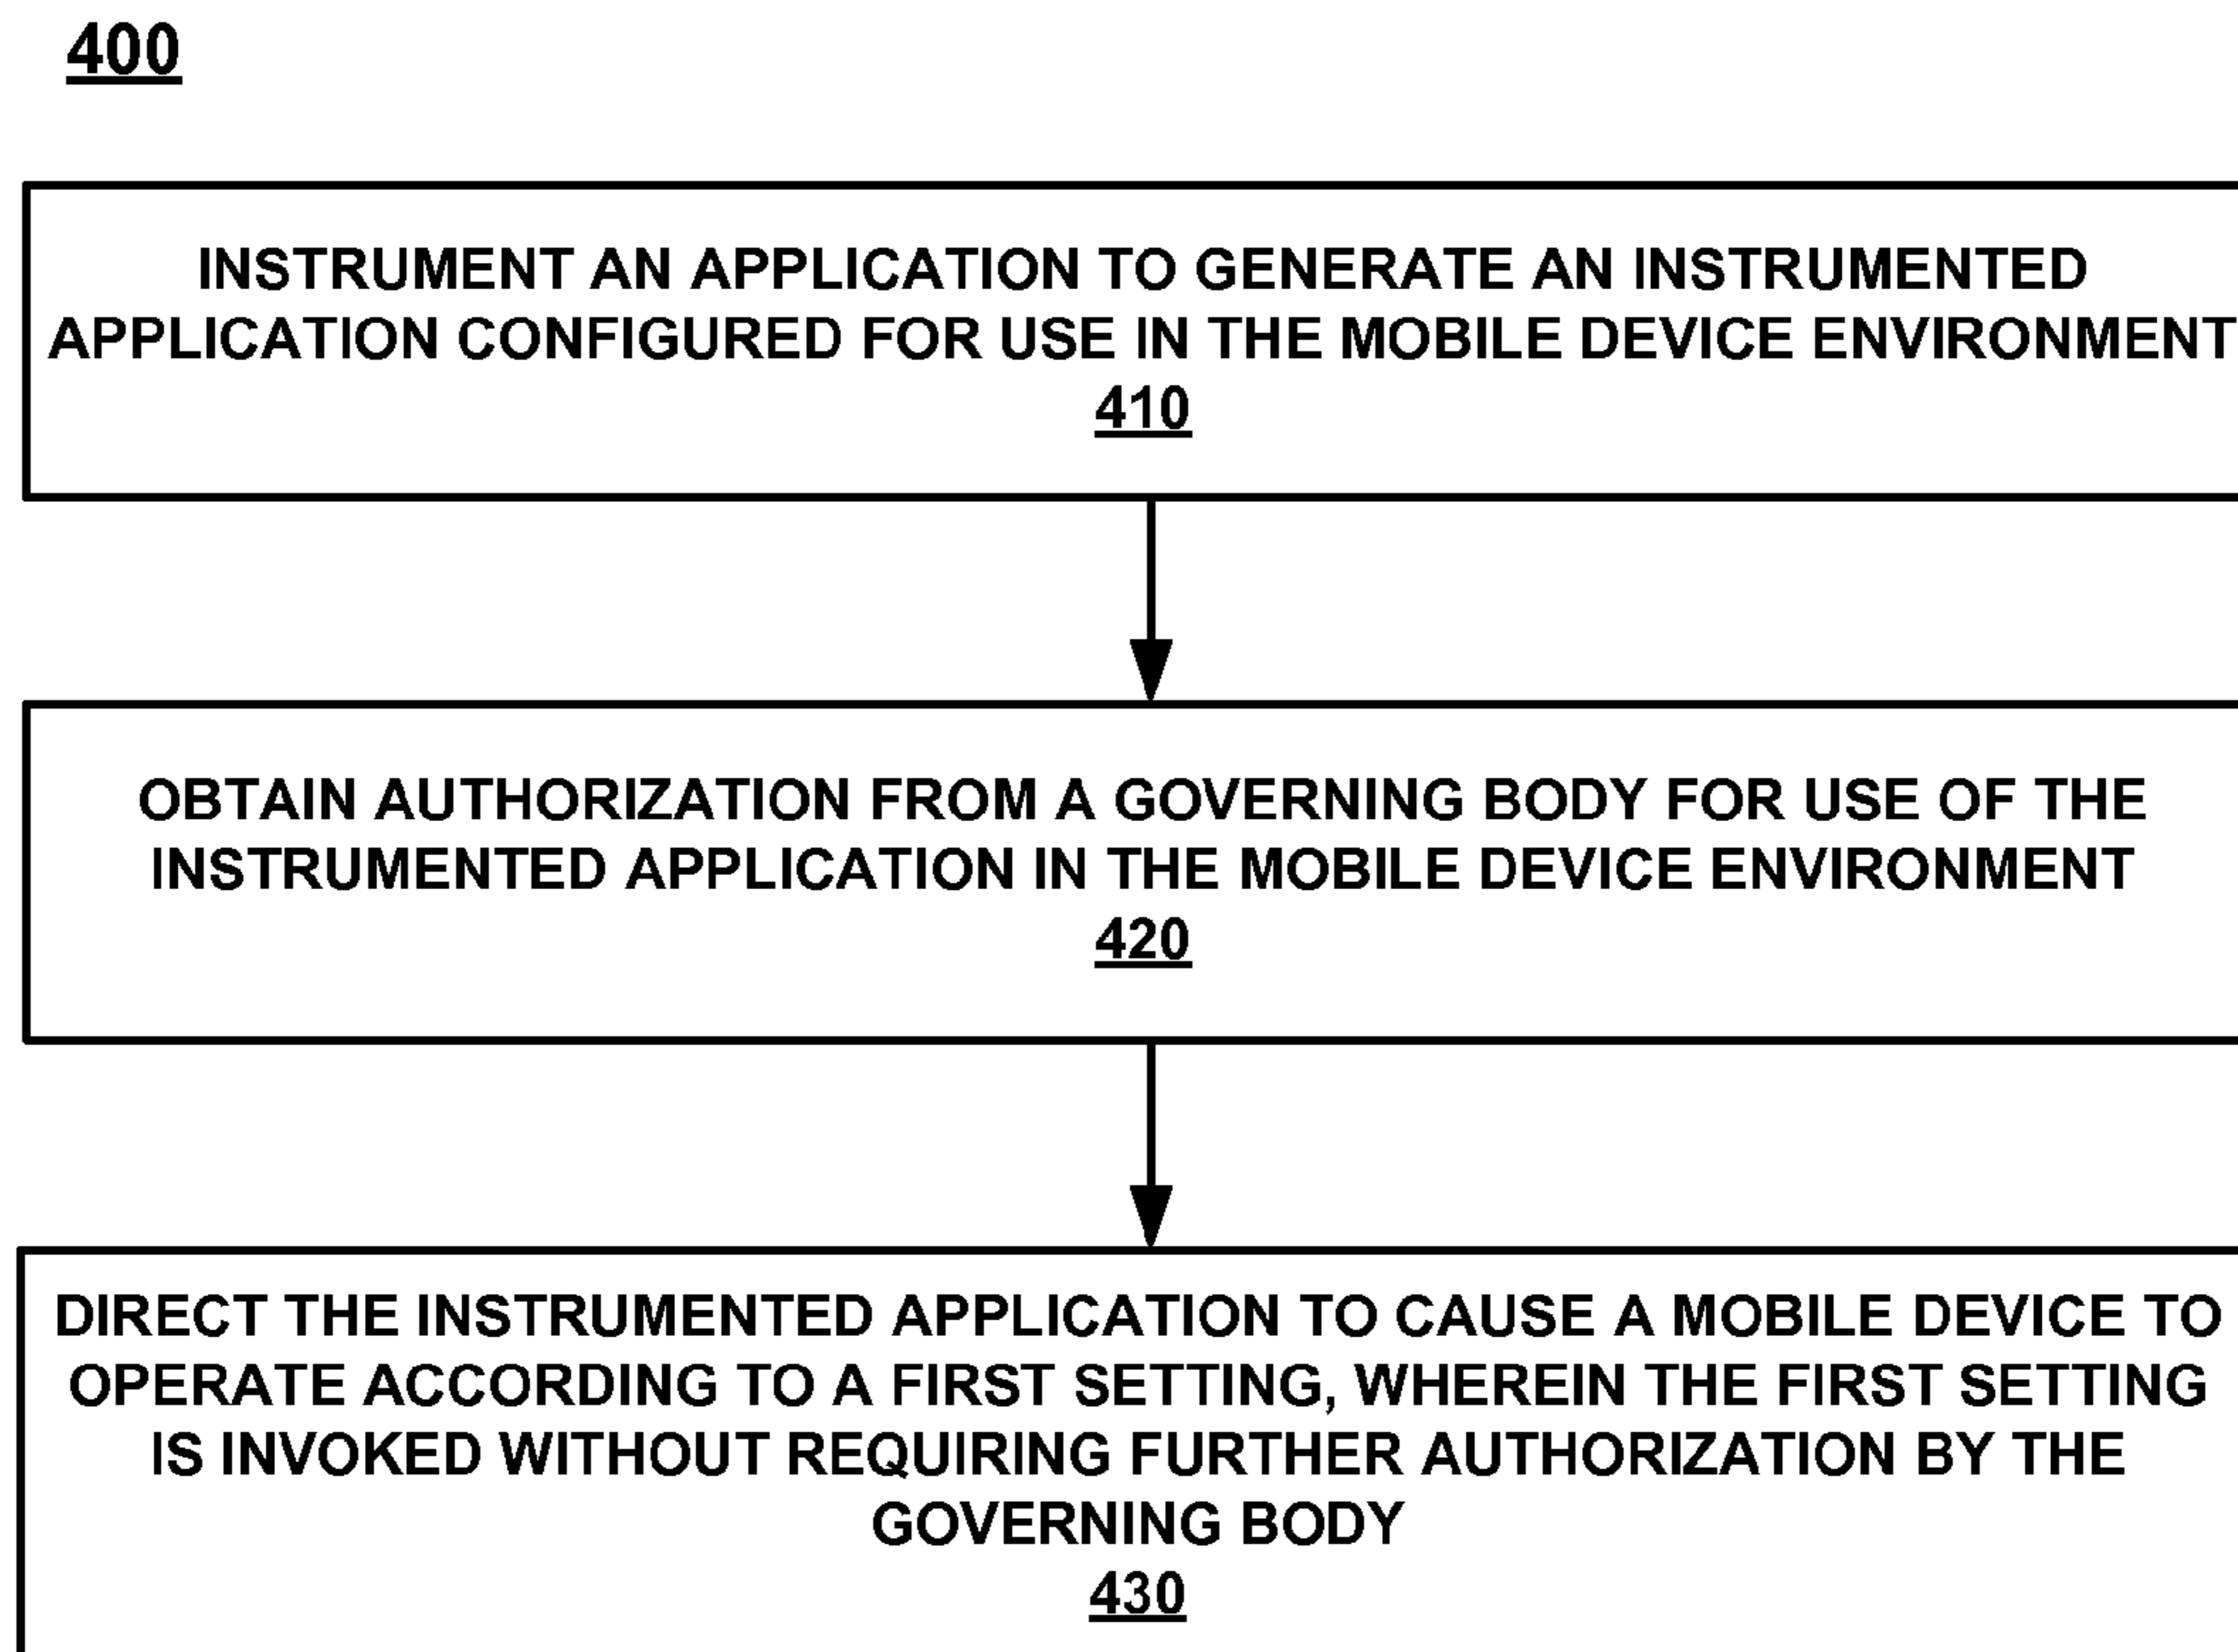 400
INSTRUMENT AN APPLICATION TO GENERATE AN INSTRUMENTED
APPLICATION CONFIGURED FOR USE IN THE MOBILE DEVICE ENVIRONMENT
410
OBTAIN AUTHORIZATION FROM A GOVERNING BODY FOR USE OF THE
INSTRUMENTED APPLICATION IN THE MOBILE DEVICE ENVIRONMENT
420
DIRECT THE INSTRUMENTED APPLICATION TO CAUSE A MOBILE DEVICE TO
OPERATE ACCORDING TO A FIRST SETTING, WHEREIN THE FIRST SETTING
IS INVOKED WITHOUT REQUIRING FURTHER AUTHORIZATION BY THE
GOVERNING BODY
430